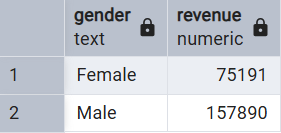 gender revenue
text numeric
1 Female 75191
2 Male 157890